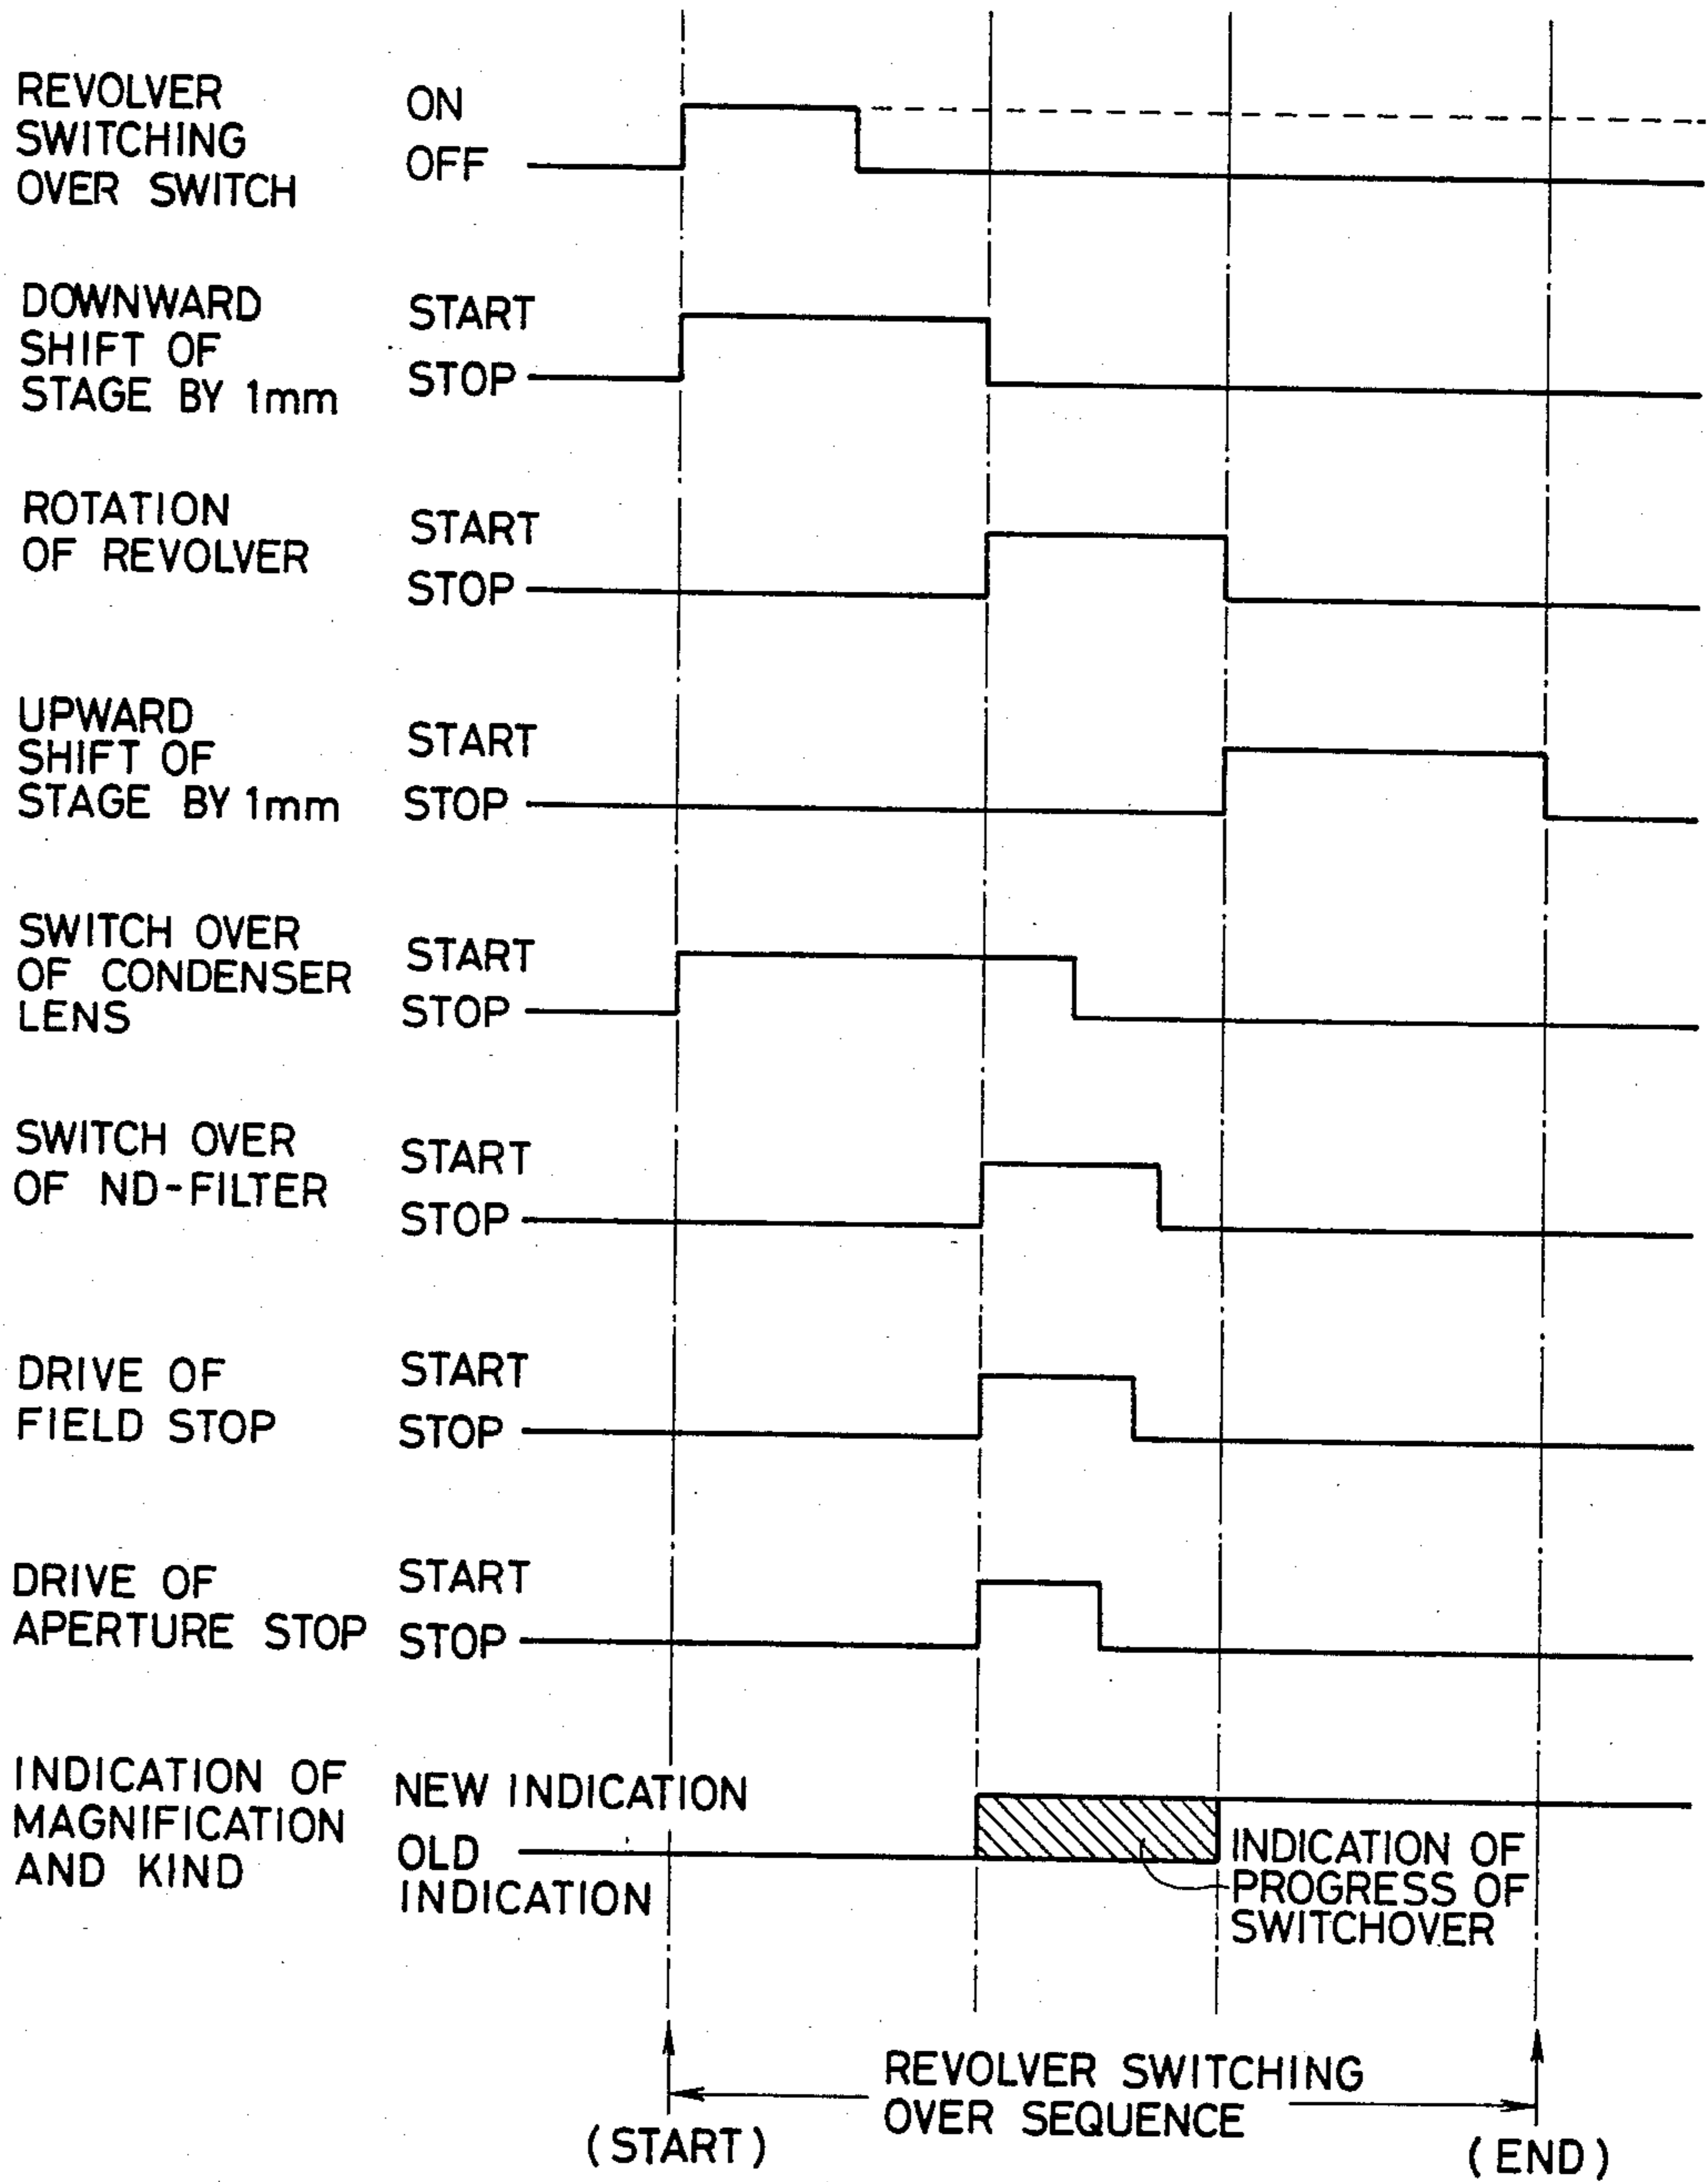 REVOLVER
SWITCHING
OVER SWITCH
ON
OFF
DOWNWARD
SHIFT OF
STAGE BY 1mm
START
STOP
ROTATION
OF REVOLVER
START
STOP
UPWARD
SHIFT OF
STAGE BY 1mm
START
STOP
SWITCH OVER
OF CONDENSER
LENS
START
STOP
SWITCH OVER
OF ND-FILTER
START
STOP
DRIVE OF
FIELD STOP
START
STOP
DRIVE OF
APERTURE STOP
START
STOP
INDICATION OF
MAGNIFICATION
AND KIND
NEW INDICATION
OLD
INDICATION
INDICATION OF
PROGRESS OF
SWITCHOVER
REVOLVER SWITCHING
OVER SEQUENCE
(START)
(END)